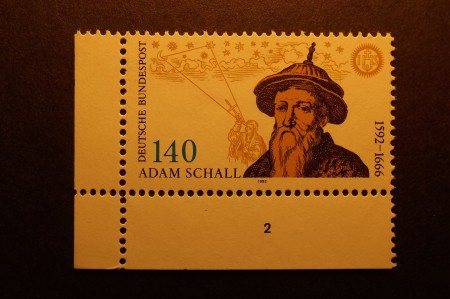 DEUTSCHE BUNDESPOST
140
ADAM SCHALL
1592-1666
1992
2